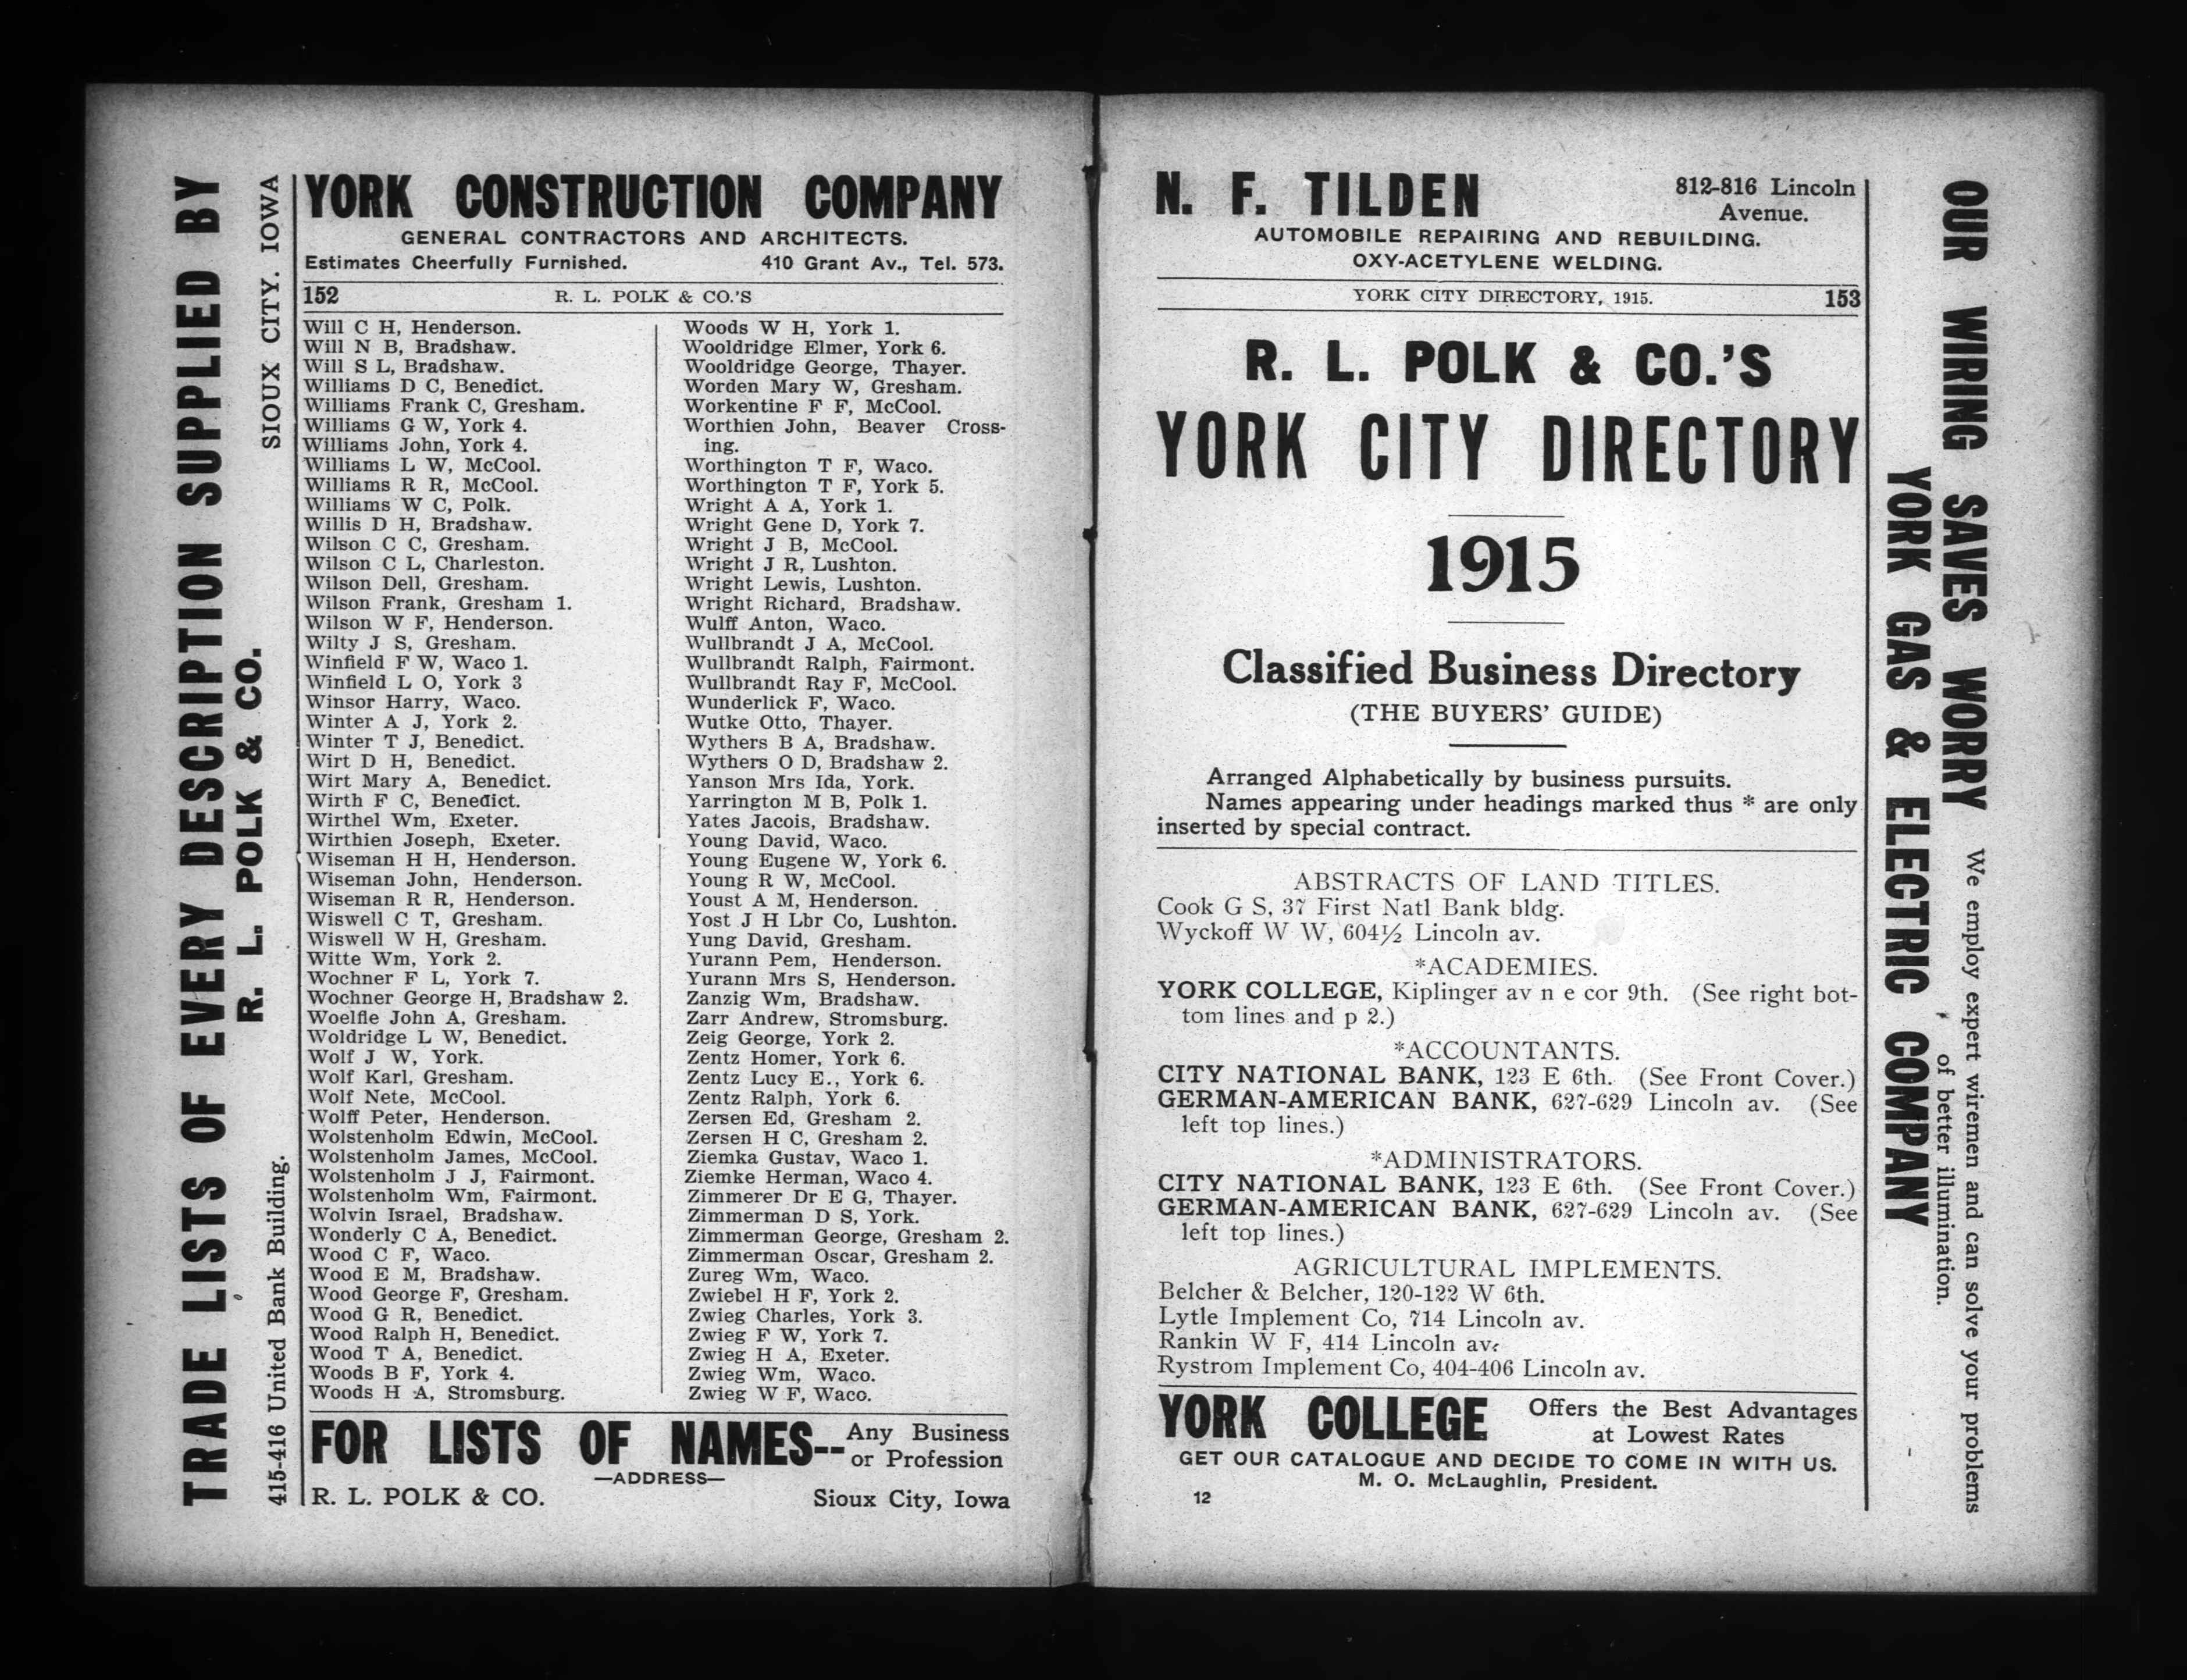 TRADE LISTS OF EVERY DESCRIPTION SUPPLIED BY
415-416 United Bank Building. R. L. POLK & CO. SIOUX CITY. IOWA
YORK CONSTRUCTION COMPANY
GENERAL CONTRACTORS AND ARCHITECTS.
Estimates Cheerfully Furnished. 410 Grant Av., Tel. 573.
152 R. L. POLK & CO.'S
Will C H, Henderson.
Will N B, Bradshaw.
Will S L, Bradshaw.
Williams D C, Benedict.
Williams Frank C, Gresham.
Williams G W, York 4.
Williams John, York 4.
Williams L W, McCool.
Williams R R, McCool.
Williams W C, Polk.
Willis D H, Bradshaw.
Wilson C C, Gresham.
Wilson C L, Charleston.
Wilson Dell, Gresham.
Wilson Frank, Gresham 1.
Wilson W F, Henderson.
Wilty J S, Gresham.
Winfield F W, Waco 1.
Winfield L O, York 3
Winsor Harry, Waco.
Winter A J, York 2.
Winter T J, Benedict.
Wirt D H, Benedict.
Wirt Mary A, Benedict.
Wirth F C, Benedict.
Wirthel Wm, Exeter.
Wirthien Joseph, Exeter.
Wiseman H H, Henderson.
Wiseman John, Henderson.
Wiseman R R, Henderson.
Wiswell C T, Gresham.
Wiswell W H, Gresham.
Witte Wm, York 2.
Wochner F L, York 7.
Wochner George H, Bradshaw 2.
Woelfle John A, Gresham.
Woldridge L W, Benedict.
Wolf J W, York.
Wolf Karl, Gresham.
Wolf Nete, McCool.
Wolff Peter, Henderson.
Wolstenholm Edwin, McCool.
Wolstenholm James, McCool.
Wolstenholm J J, Fairmont.
Wolstenholm Wm, Fairmont.
Wolvin Israel, Bradshaw.
Wonderly C A, Benedict.
Wood C F, Waco.
Wood E M, Bradshaw.
Wood George F, Gresham.
Wood G R, Benedict.
Wood Ralph H, Benedict.
Wood T A, Benedict.
Woods B F, York 4.
Woods H A, Stromsburg.
Woods W H, York 1.
Wooldridge Elmer, York 6.
Wooldridge George, Thayer.
Worden Mary W, Gresham.
Workentine F F, McCool.
Worthien John, Beaver Cross-
ing.
Worthington T F, Waco.
Worthington T F, York 5.
Wright A A, York 1.
Wright Gene D, York 7.
Wright J B, McCool.
Wright J R, Lushton.
Wright Lewis, Lushton.
Wright Richard, Bradshaw.
Wulff Anton, Waco.
Wullbrandt J A, McCool.
Wullbrandt Ralph, Fairmont.
Wullbrandt Ray F, McCool.
Wunderlick F, Waco.
Wutke Otto, Thayer.
Wythers B A, Bradshaw.
Wythers O D, Bradshaw 2.
Yanson Mrs Ida, York.
Yarrington M B, Polk 1.
Yates Jacois, Bradshaw.
Young David, Waco.
Young Eugene W, York 6.
Young R W, McCool.
Youst A M, Henderson.
Yost J H Lbr Co, Lushton.
Yung David, Gresham.
Yurann Pem, Henderson.
Yurann Mrs S, Henderson.
Zanzig Wm, Bradshaw.
Zarr Andrew, Stromsburg.
Zeig George, York 2.
Zentz Homer, York 6.
Zentz Lucy E., York 6.
Zentz Ralph, York 6.
Zersen Ed, Gresham 2.
Zersen H C, Gresham 2.
Ziemka Gustav, Waco 1.
Ziemke Herman, Waco 4.
Zimmerer Dr E G, Thayer.
Zimmerman D S, York.
Zimmerman George, Gresham 2.
Zimmerman Oscar, Gresham 2.
Zureg Wm, Waco.
Zwiebel H F, York 2.
Zwieg Charles, York 3.
Zwieg F W, York 7.
Zwieg H A, Exeter.
Zwieg Wm, Waco.
Zwieg W F, Waco.
FOR LISTS OF NAMES-- Any Business
or Profession
—ADDRESS—
R. L. POLK & CO. Sioux City, Iowa
N. F. TILDEN 812-816 Lincoln
Avenue.
AUTOMOBILE REPAIRING AND REBUILDING.
OXY-ACETYLENE WELDING.
YORK CITY DIRECTORY, 1915. 153
R. L. POLK & CO.'S
YORK CITY DIRECTORY
1915
Classified Business Directory
(THE BUYERS' GUIDE)
Arranged Alphabetically by business pursuits.
Names appearing under headings marked thus * are only
inserted by special contract.
ABSTRACTS OF LAND TITLES.
Cook G S, 37 First Natl Bank bldg.
Wyckoff W W, 604½ Lincoln av.
*ACADEMIES.
YORK COLLEGE, Kiplinger av n e cor 9th. (See right bot-
tom lines and p 2.)
*ACCOUNTANTS.
CITY NATIONAL BANK, 123 E 6th. (See Front Cover.)
GERMAN-AMERICAN BANK, 627-629 Lincoln av. (See
left top lines.)
*ADMINISTRATORS.
CITY NATIONAL BANK, 123 E 6th. (See Front Cover.)
GERMAN-AMERICAN BANK, 627-629 Lincoln av. (See
left top lines.)
AGRICULTURAL IMPLEMENTS.
Belcher & Belcher, 120-122 W 6th.
Lytle Implement Co, 714 Lincoln av.
Rankin W F, 414 Lincoln av.
Rystrom Implement Co, 404-406 Lincoln av.
YORK COLLEGE Offers the Best Advantages
at Lowest Rates
GET OUR CATALOGUE AND DECIDE TO COME IN WITH US.
M. O. McLaughlin, President.
12
OUR WIRING SAVES WORRY We employ expert wiremen and can solve your problems
of better illumination.
YORK GAS & ELECTRIC COMPANY